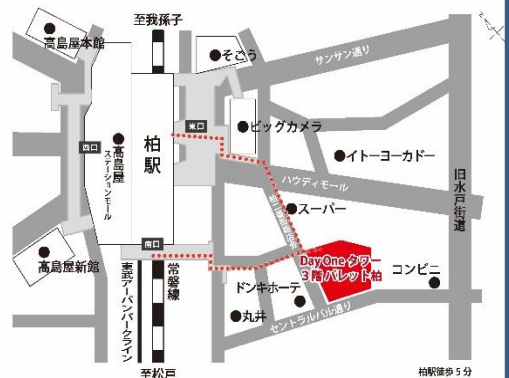 至我孫子
高島屋本館
そごう
サンサン通り
東口
ビッグカメラ
西口
柏駅
高島屋
ステーションモール
イトーヨーカドー
ハウディモール
旧水戸街道
スーパー
南口
高島屋新館
東武アーバンパークライン
常磐線
Day One タワー
3階 パレット柏
コンビニ
ドンキホーテ
丸井
セントラルパル通り
至松戸
柏駅徒歩5分